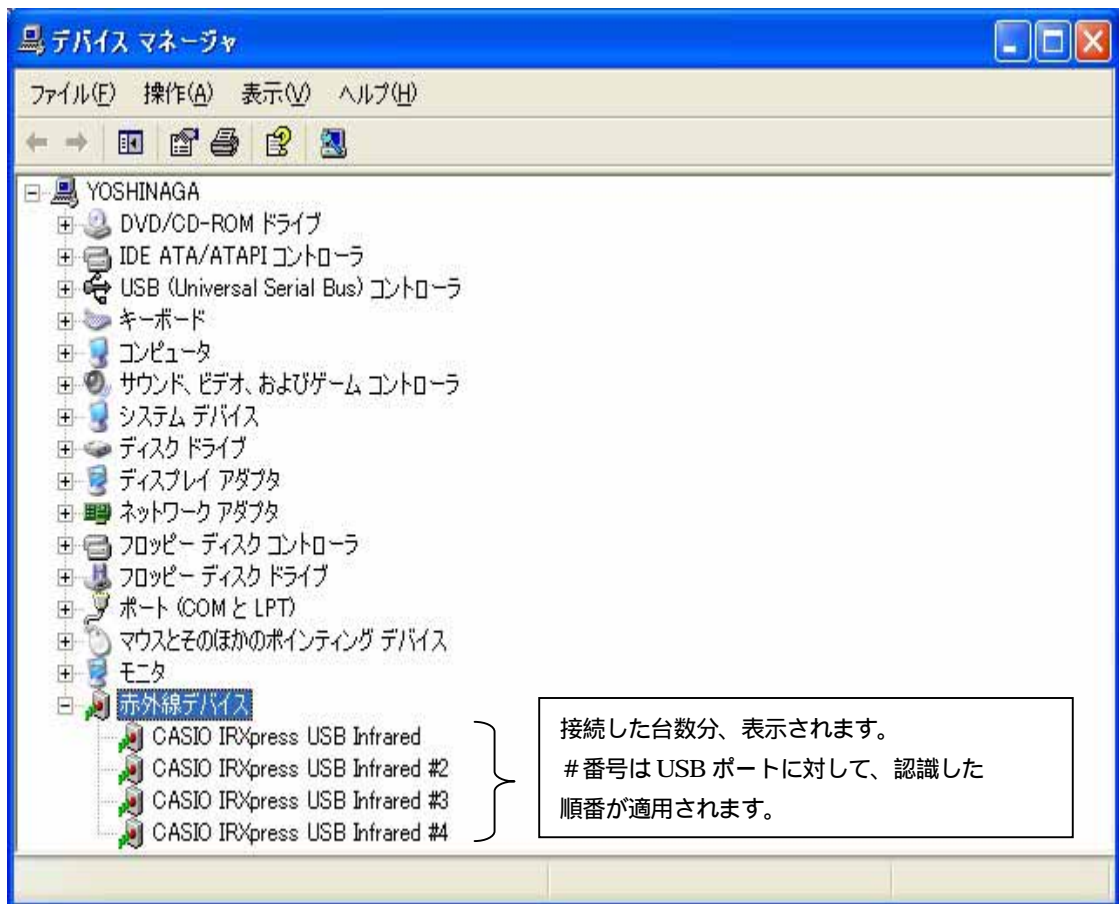 デバイス マネージャ
ファイル(F) 操作(A) 表示(V) ヘルプ(H)
YOSHINAGA
DVD/CD-ROM ドライブ
IDE ATA/ATAPI コントローラ
USB (Universal Serial Bus) コントローラ
キーボード
コンピュータ
サウンド、ビデオ、およびゲーム コントローラ
システム デバイス
ディスク ドライブ
ディスプレイ アダプタ
ネットワーク アダプタ
フロッピー ディスク コントローラ
フロッピー ディスク ドライブ
ポート (COM と LPT)
マウスとそのほかのポインティング デバイス
モニタ
赤外線デバイス
CASIO IRXpress USB Infrared
CASIO IRXpress USB Infrared #2
CASIO IRXpress USB Infrared #3
CASIO IRXpress USB Infrared #4
接続した台数分、表示されます。
＃番号は USB ポートに対して、認識した
順番が適用されます。